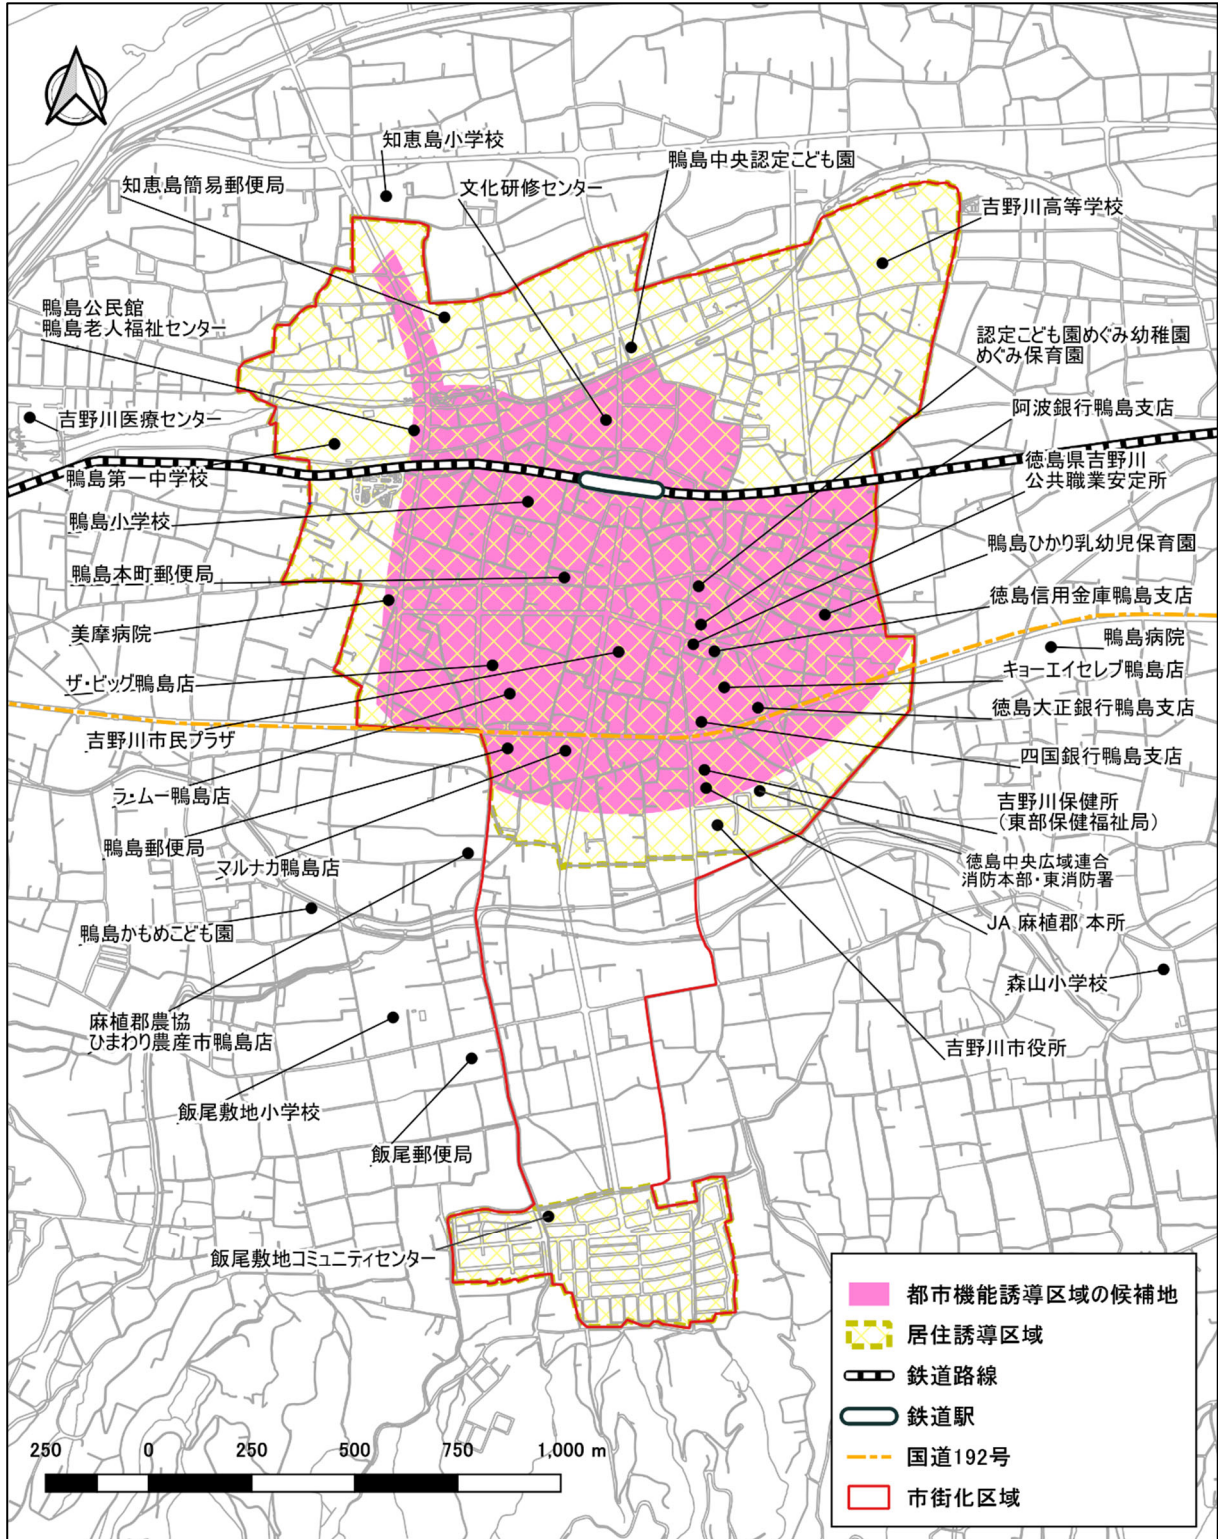 知恵島小学校
鴨島中央認定こども園
知恵島簡易郵便局
文化研修センター
吉野川高等学校
鴨島公民館
鴨島老人福祉センター
認定こども園めぐみ幼稚園
めぐみ保育園
阿波銀行鴨島支店
吉野川医療センター
徳島県吉野川
公共職業安定所
鴨島第一中学校
鴨島小学校
鴨島ひかり乳幼児保育園
鴨島本町郵便局
徳島信用金庫鴨島支店
美摩病院
鴨島病院
ザ・ビッグ鴨島店
キョーエイセレブ鴨島店
徳島大正銀行鴨島支店
吉野川市民プラザ
四国銀行鴨島支店
ラ・ムー鴨島店
吉野川保健所
（東部保健福祉局）
鴨島郵便局
マルナカ鴨島店
徳島中央広域連合
消防本部・東消防署
鴨島かもめこども園
JA 麻植郡 本所
森山小学校
麻植郡農協
ひまわり農産市鴨島店
吉野川市役所
飯尾敷地小学校
飯尾郵便局
飯尾敷地コミュニティセンター
都市機能誘導区域の候補地
居住誘導区域
鉄道路線
鉄道駅
国道192号
市街化区域
250 0 250 500 750 1,000 m